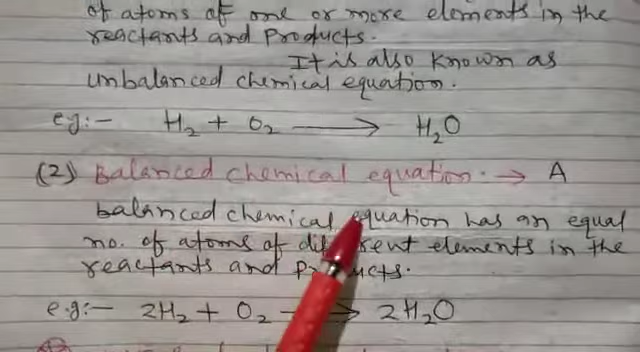 of atoms of one or more elements in the
reactants and products.
It is also known as
unbalanced chemical equation.
eg:- H₂ + O₂ ⟶ H₂O
(2) Balanced chemical equation. → A
balanced chemical equation has an equal
no. of atoms of different elements in the
reactants and products.
e.g:- 2H₂ + O₂ ⟶ 2H₂O